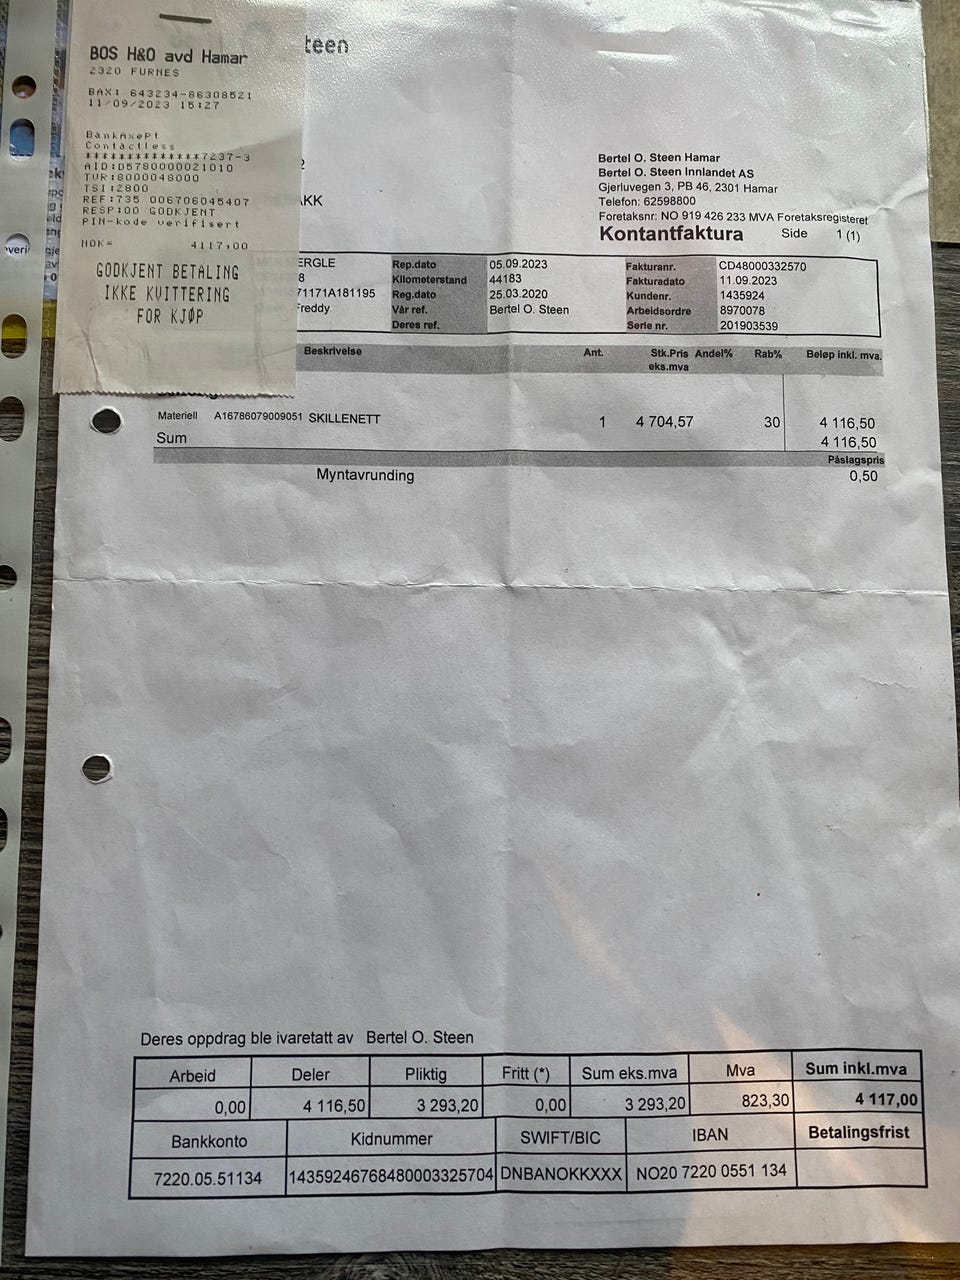 BOS H&O avd Hamar
2320 FURNES
BAX: 643234-86308521
11/09/2023 15:27
BankAxept
Contactless
**************7237-3
AID:D5780000021010
TVR:8000048000
TSI:2800
REF:735 006706045407
RESP:00 GODKJENT
PIN-kode verifisert
NOK= 4117,00
GODKJENT BETALING
IKKE KVITTERING
FOR KJØP
teen
AKK
Bertel O. Steen Hamar
Bertel O. Steen Innlandet AS
Gjerluvegen 3, PB 46, 2301 Hamar
Telefon: 62598800
Foretaksnr: NO 919 426 233 MVA Foretaksregisteret
Kontantfaktura Side 1 (1)
ERGLE Rep.dato 05.09.2023 Fakturanr. CD48000332570
8 Kilometerstand 44183 Fakturadato 11.09.2023
71171A181195 Reg.dato 25.03.2020 Kundenr. 1435924
Freddy Vår ref. Bertel O. Steen Arbeidsordre 8970078
Deres ref. Serie nr. 201903539
Beskrivelse Ant. Stk.Pris eks.mva Andel% Rab% Beløp inkl. mva.
Materiell A16786079009051 SKILLENETT 1 4 704,57 30 4 116,50
Sum 4 116,50
Påslagspris
Myntavrunding 0,50
Deres oppdrag ble ivaretatt av Bertel O. Steen
Arbeid Deler Pliktig Fritt (*) Sum eks.mva Mva Sum inkl.mva
0,00 4 116,50 3 293,20 0,00 3 293,20 823,30 4 117,00
Bankkonto Kidnummer SWIFT/BIC IBAN Betalingsfrist
7220.05.51134 14359246768480003325704 DNBANOKKXXX NO20 7220 0551 134